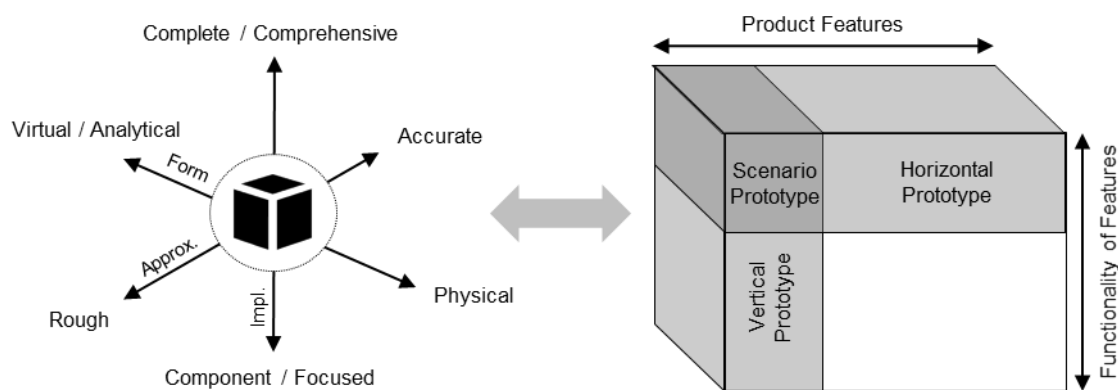 Complete / Comprehensive
Virtual / Analytical
Form
Accurate
Approx.
Rough
Impl.
Physical
Component / Focused
Product Features
Scenario
Prototype
Horizontal
Prototype
Vertical
Prototype
Functionality of Features